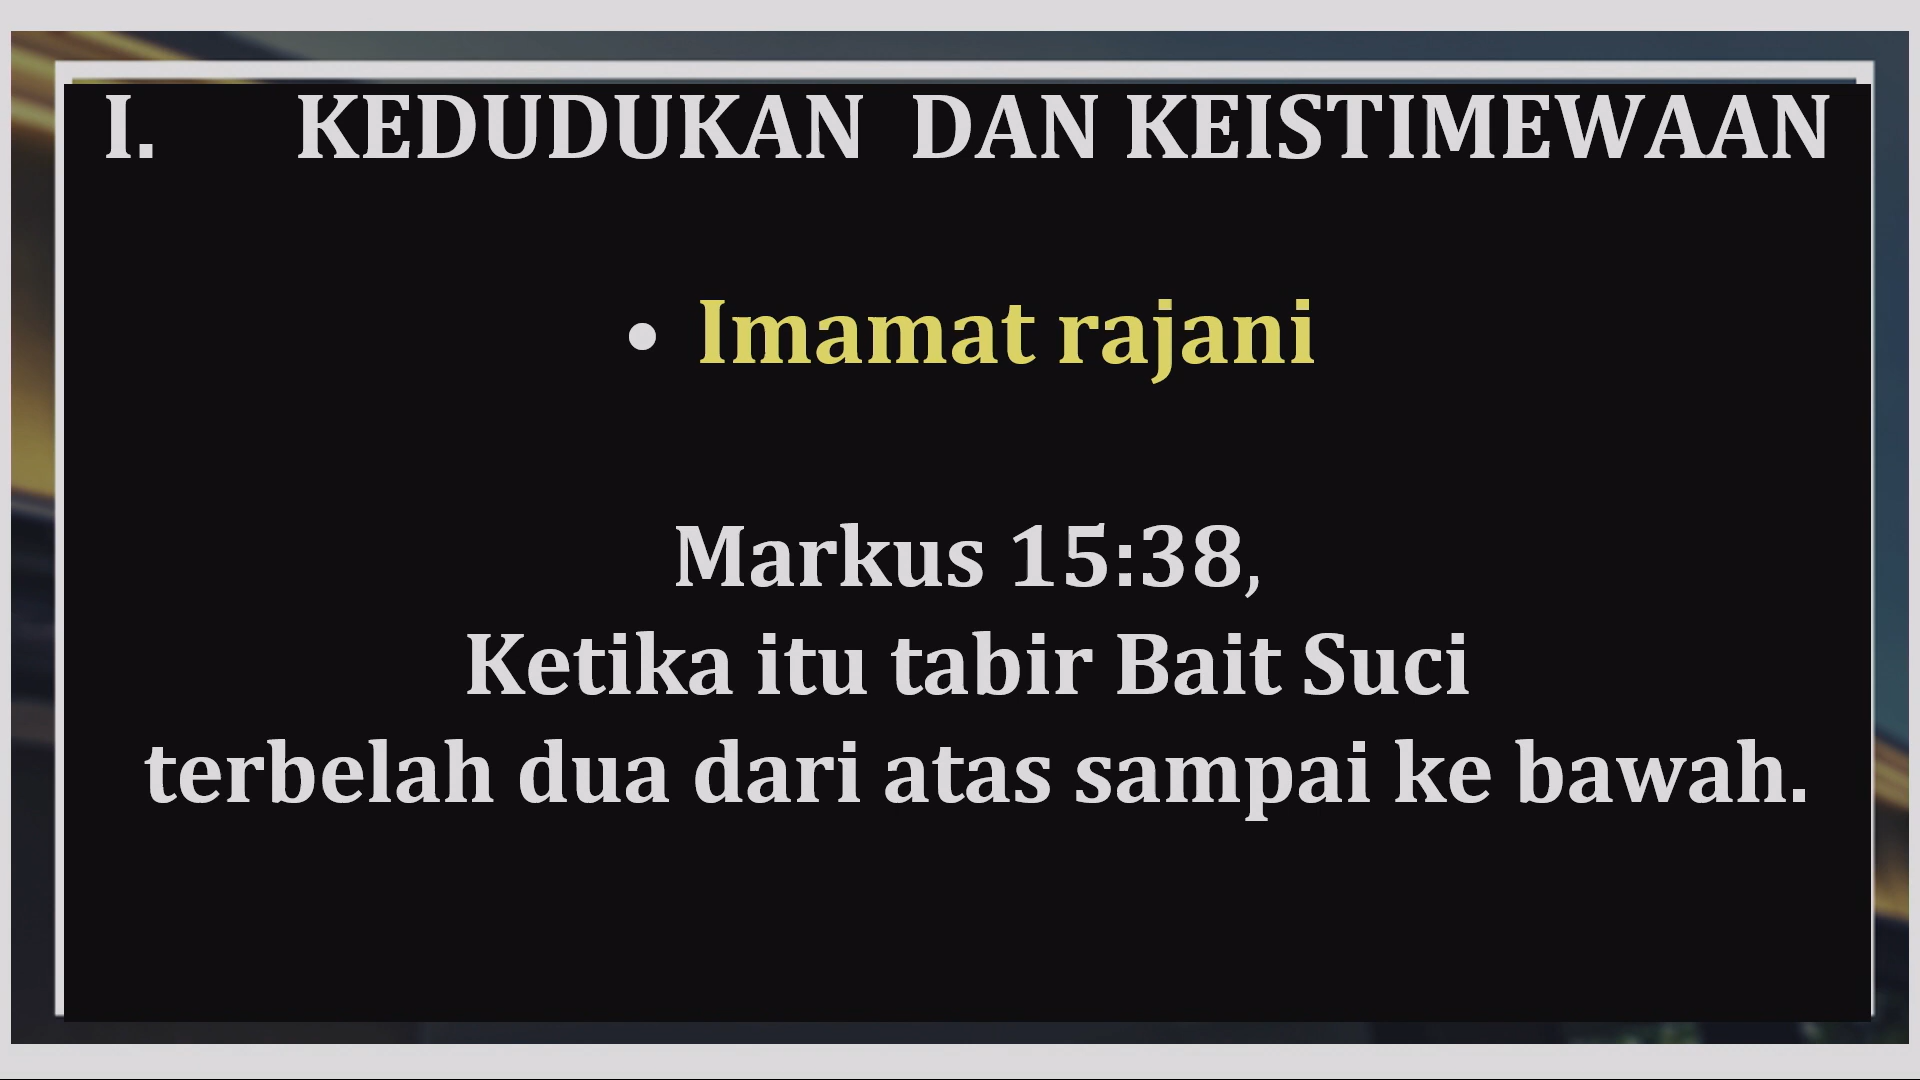 I. KEDUDUKAN DAN KEISTIMEWAAN
• Imamat rajani
Markus 15:38,
Ketika itu tabir Bait Suci
terbelah dua dari atas sampai ke bawah.